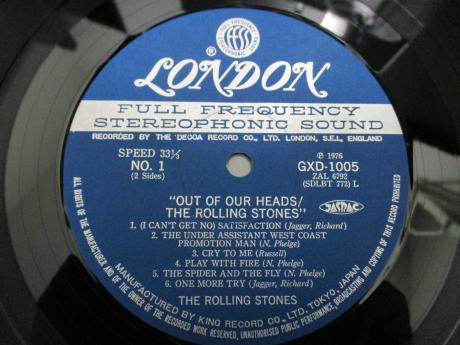 FULL FREQUENCY STEREOPHONIC SOUND
ffss
®
LONDON
FULL FREQUENCY
STEREOPHONIC SOUND
RECORDED BY THE DECCA RECORD CO., LTD. LONDON, S.E.I., ENGLAND
SPEED 33⅓
NO. 1
(2 Sides)
℗ 1976
GXD-1005
ZAL 6792
(SDLBT 772) L
"OUT OF OUR HEADS/
THE ROLLING STONES"
JASRAC
1. (I CAN'T GET NO) SATISFACTION (Jagger, Richard)
2. THE UNDER ASSISTANT WEST COAST
PROMOTION MAN (N. Phelge)
3. CRY TO ME (Russell)
4. PLAY WITH FIRE (N. Phelge)
5. THE SPIDER AND THE FLY (N. Phelge)
6. ONE MORE TRY (Jagger, Richard)
THE ROLLING STONES
MANUFACTURED BY KING RECORD CO., LTD. TOKYO, JAPAN
ALL RIGHTS OF THE MANUFACTURER AND OF THE OWNER OF THE RECORDED WORK RESERVED, UNAUTHORISED PUBLIC PERFORMANCE, BROADCASTING AND COPYING OF THIS RECORD PROHIBITED